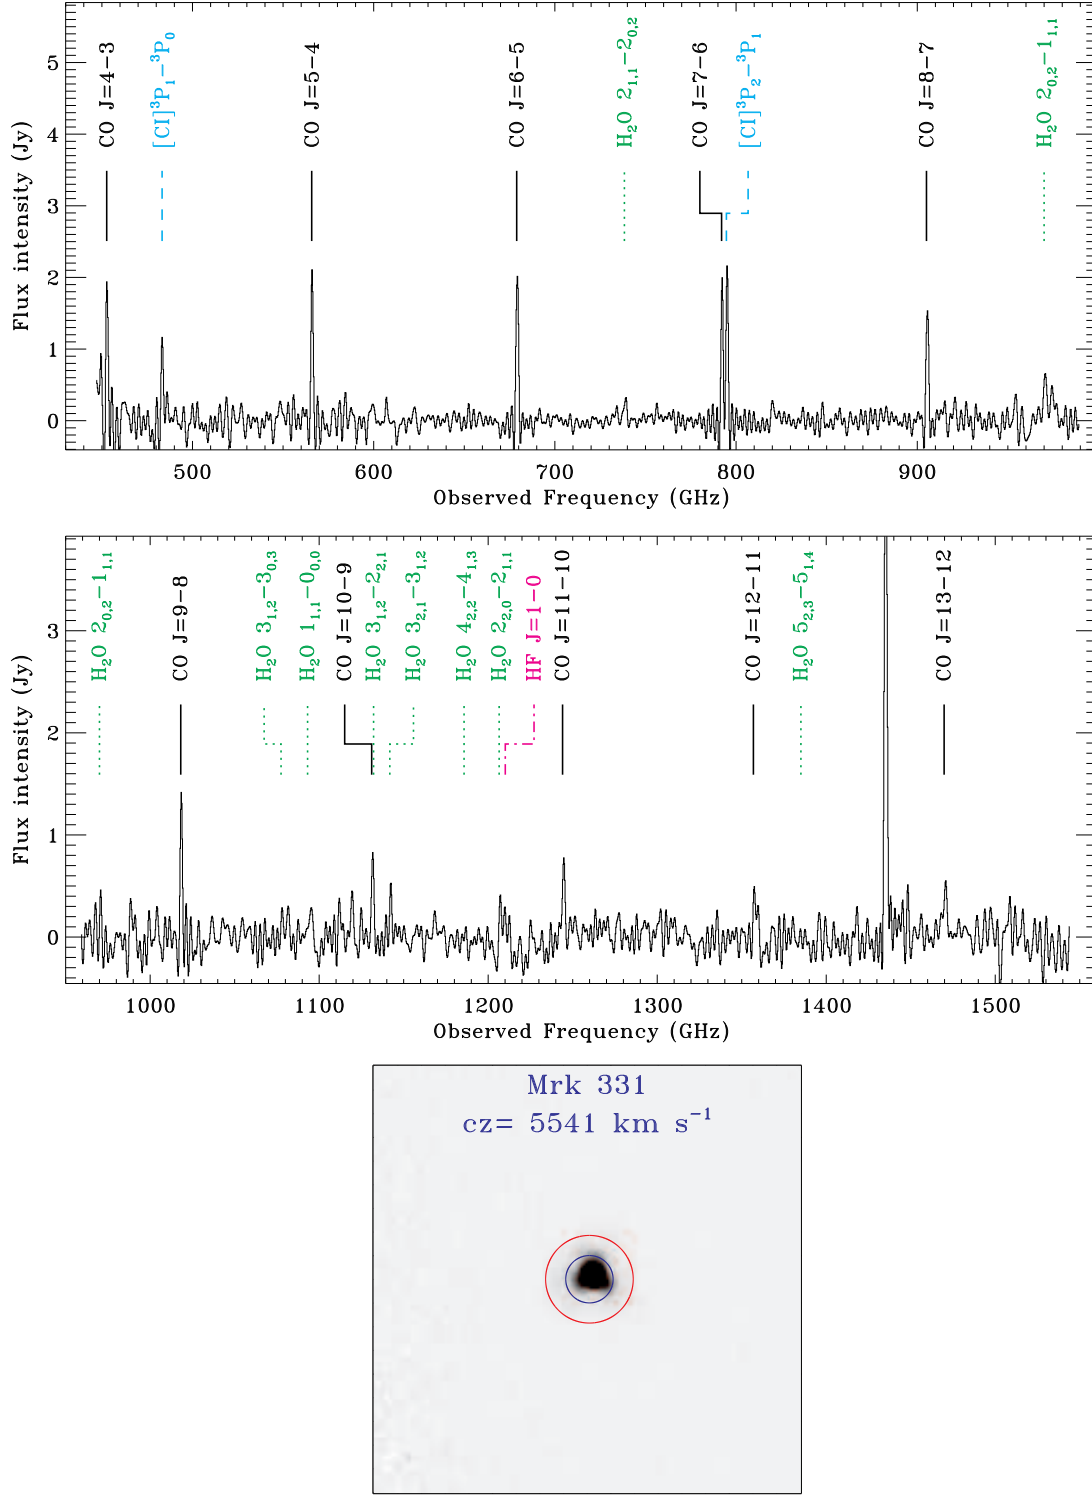 CO J=4−3
[CI]³P₁−³P₀
CO J=5−4
CO J=6−5
H₂O 2₁,₁−2₀,₂
CO J=7−6
[CI]³P₂−³P₁
CO J=8−7
H₂O 2₀,₂−1₁,₁
Flux intensity (Jy)
5
4
3
2
1
0
500
600
700
800
900
Observed Frequency (GHz)
H₂O 2₀,₂−1₁,₁
CO J=9−8
H₂O 3₁,₂−3₀,₃
H₂O 1₁,₁−0₀,₀
CO J=10−9
H₂O 3₁,₂−2₂,₁
H₂O 3₂,₁−3₁,₂
H₂O 4₂,₂−4₁,₃
H₂O 2₂,₀−2₁,₁
HF J=1−0
CO J=11−10
CO J=12−11
H₂O 5₂,₃−5₁,₄
CO J=13−12
Flux intensity (Jy)
3
2
1
0
1000
1100
1200
1300
1400
1500
Observed Frequency (GHz)
Mrk 331
cz= 5541 km s⁻¹